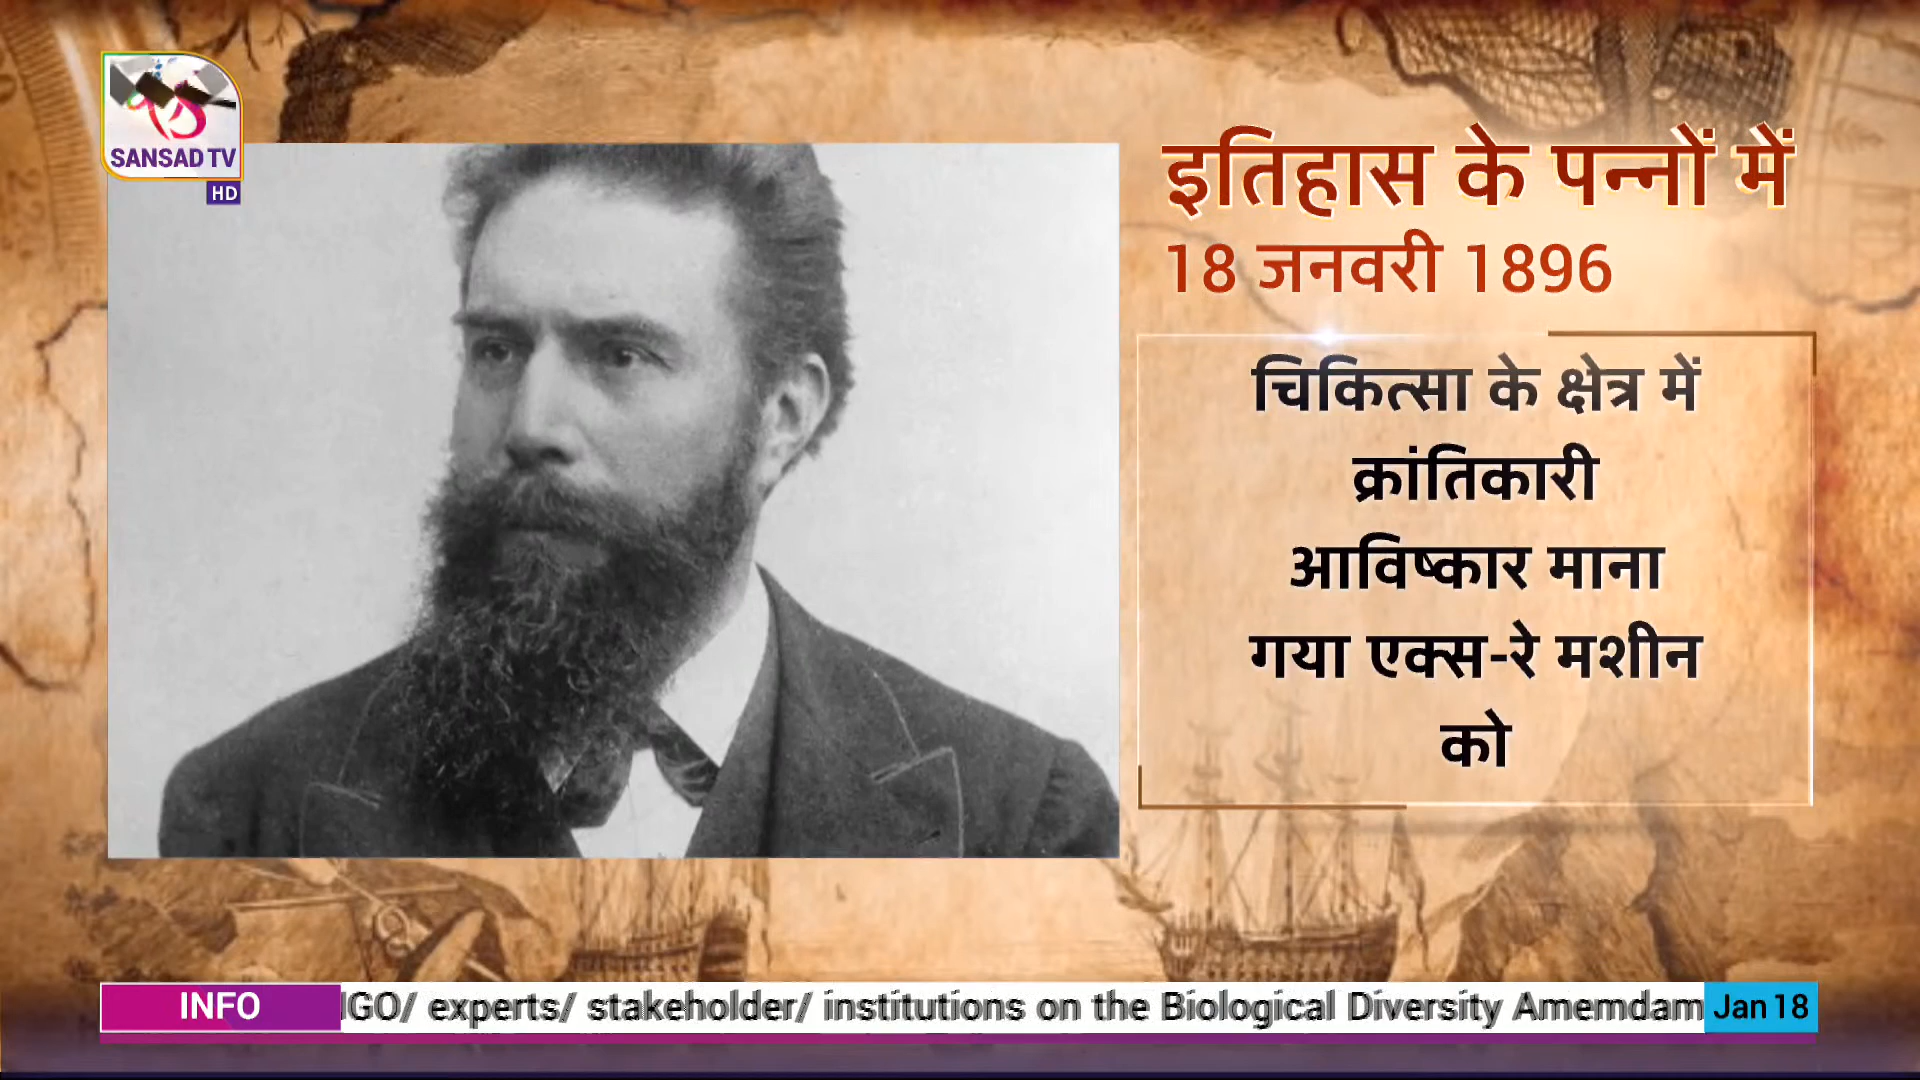 SANSAD TV
HD
इतिहास के पन्नों में
18 जनवरी 1896
चिकित्सा के क्षेत्र में
क्रांतिकारी
आविष्कार माना
गया एक्स-रे मशीन
को
INFO
experts/ stakeholder/ institutions on the Biological Diversity Amemdam
Jan 18